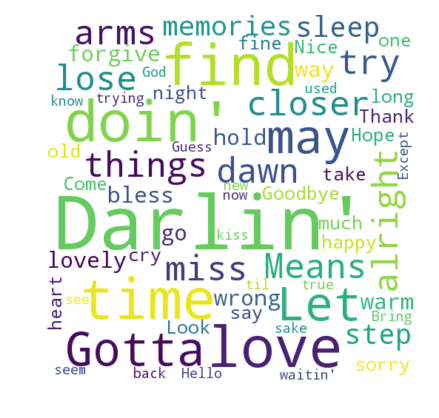 arms memories sleep
forgive God fine Nice one
lose find way try
know trying night used long
doin' closer Thank
hold may Hope
old Guess
things dawn take alright Except
Come bless new Goodbye
now
Darlin' much
go kiss happy
lovely cry miss Means
heart see time wrong til true Let warm
Look say sake Bring step
Gotta love sorry
seem back Hello waitin'